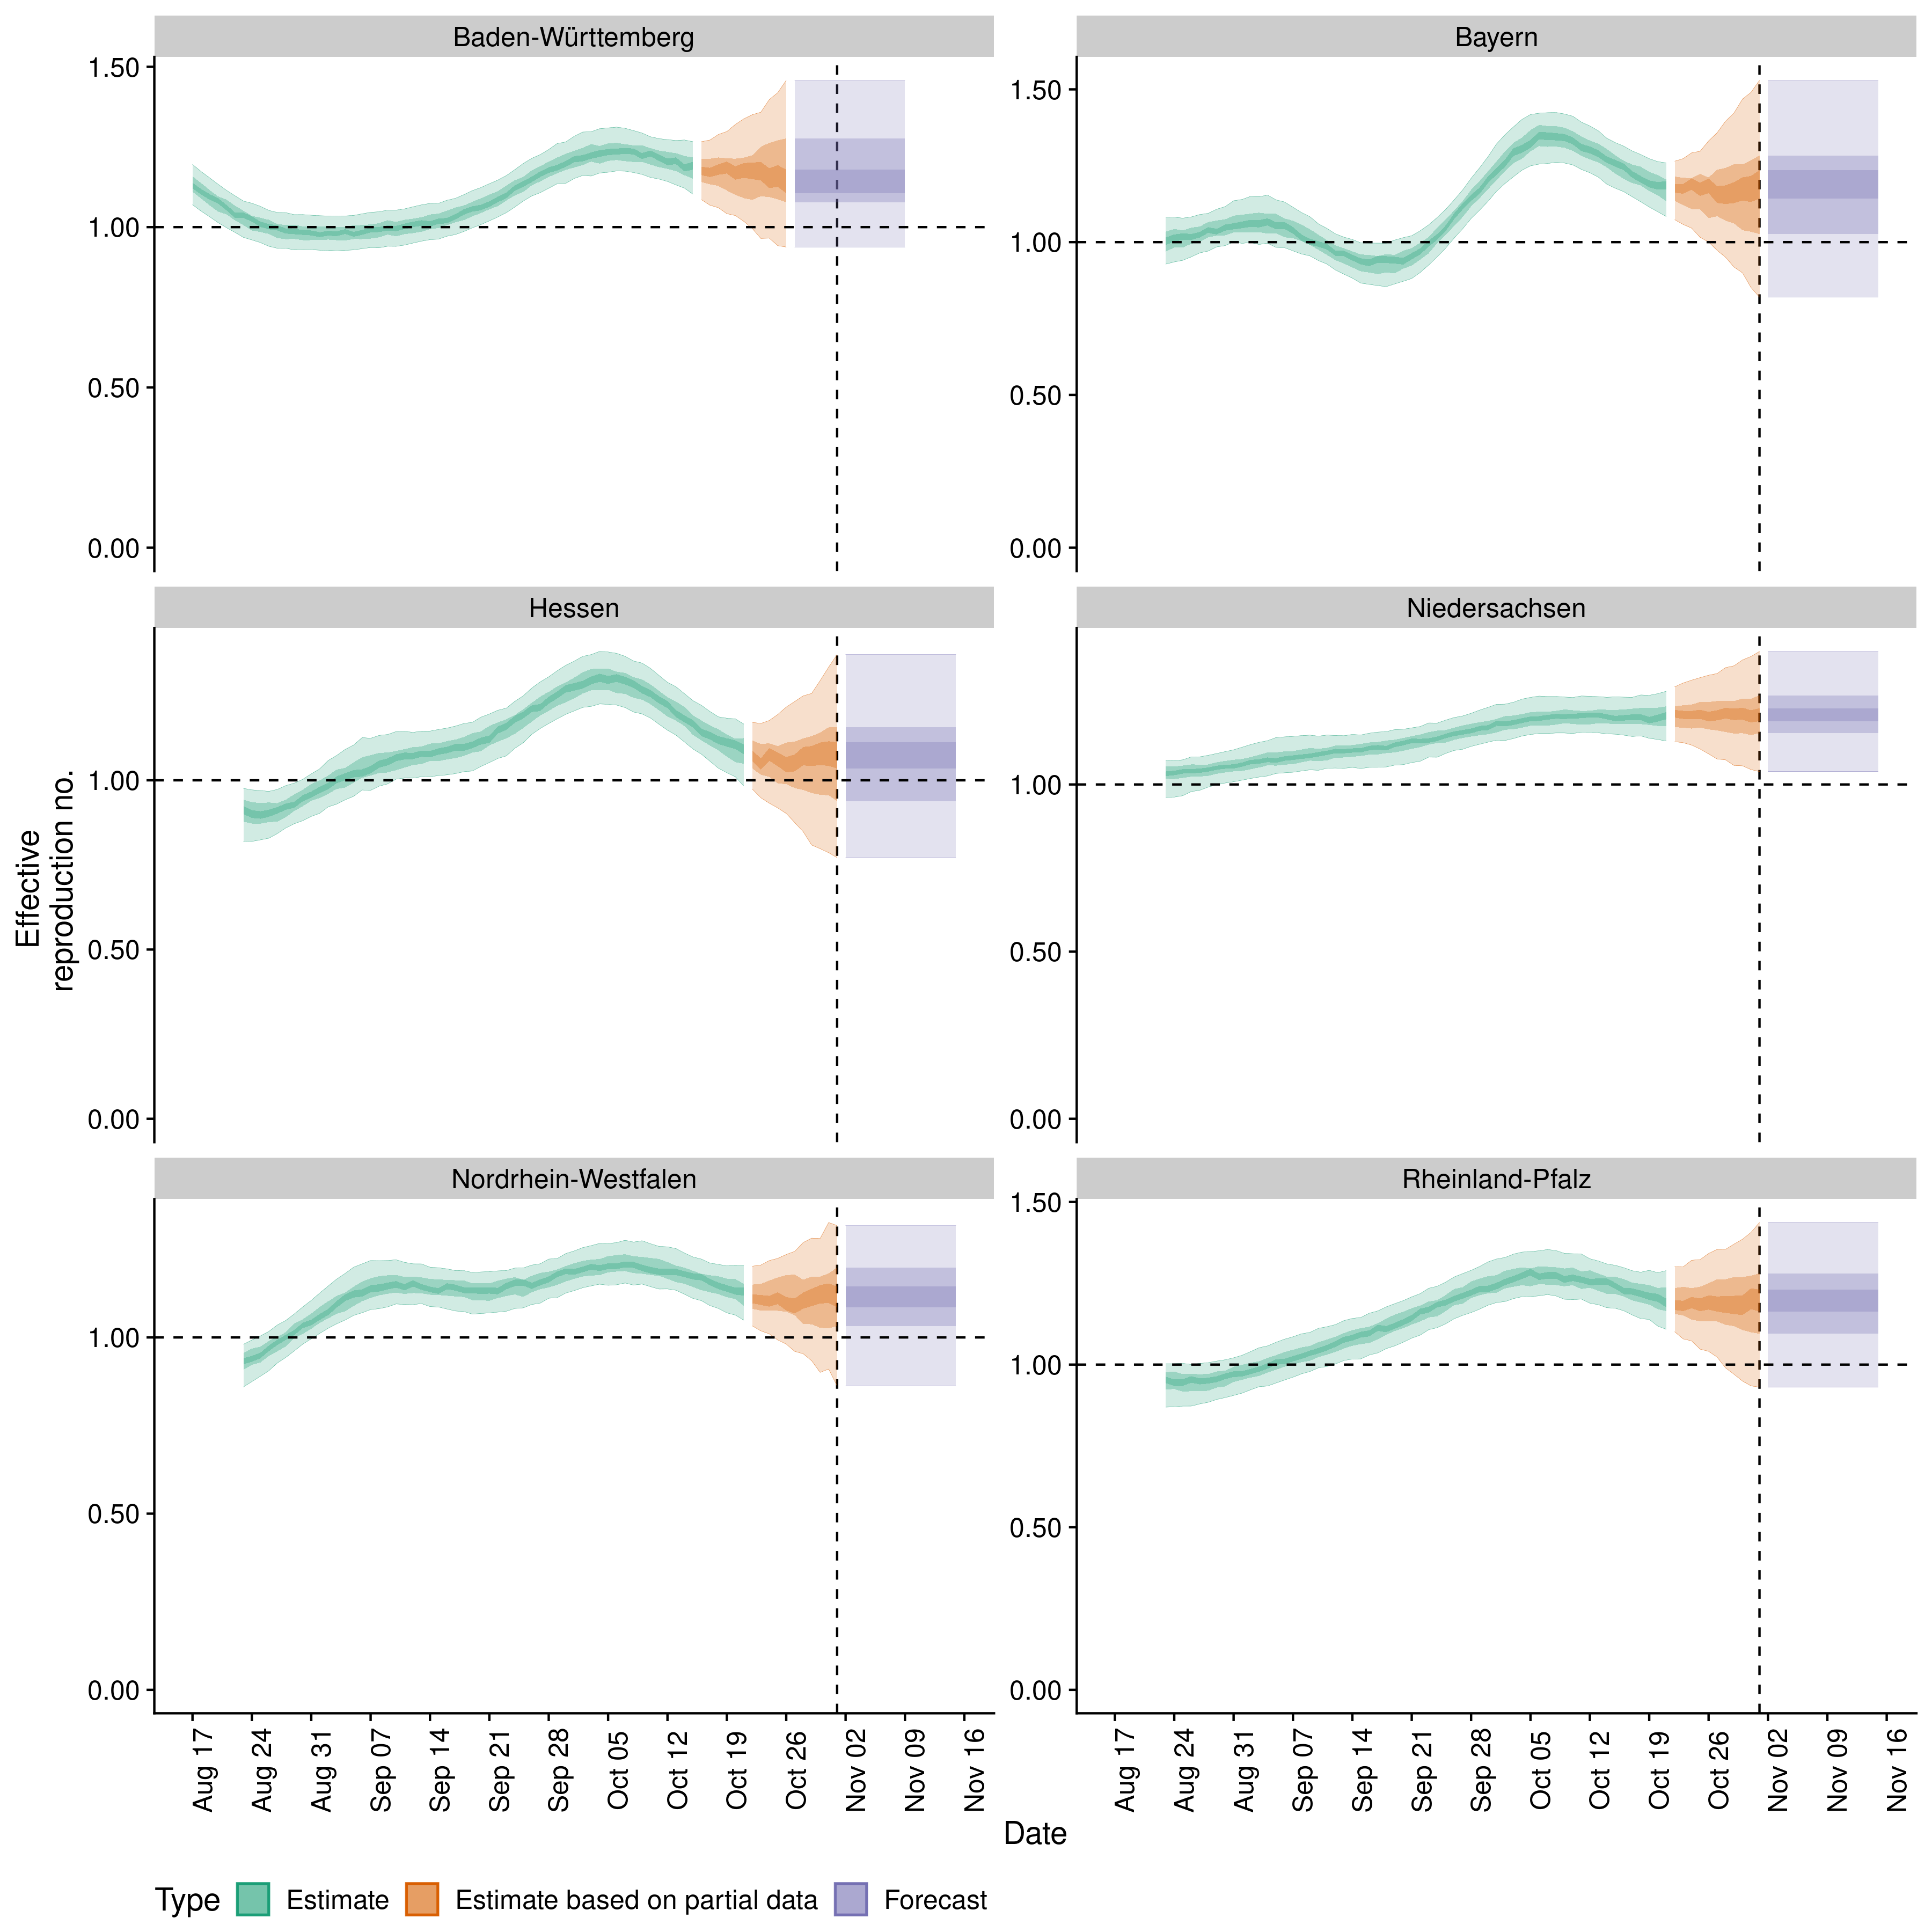 Baden-Württemberg
Bayern
1.50
1.00
0.50
0.00
1.50
1.00
0.50
0.00
Hessen
Niedersachsen
1.00
0.50
0.00
1.00
0.50
0.00
Effective
reproduction no.
Nordrhein-Westfalen
Rheinland-Pfalz
1.00
0.50
0.00
1.50
1.00
0.50
0.00
Aug 17
Aug 24
Aug 31
Sep 07
Sep 14
Sep 21
Sep 28
Oct 05
Oct 12
Oct 19
Oct 26
Nov 02
Nov 09
Nov 16
Aug 17
Aug 24
Aug 31
Sep 07
Sep 14
Sep 21
Sep 28
Oct 05
Oct 12
Oct 19
Oct 26
Nov 02
Nov 09
Nov 16
Date
Type Estimate Estimate based on partial data Forecast